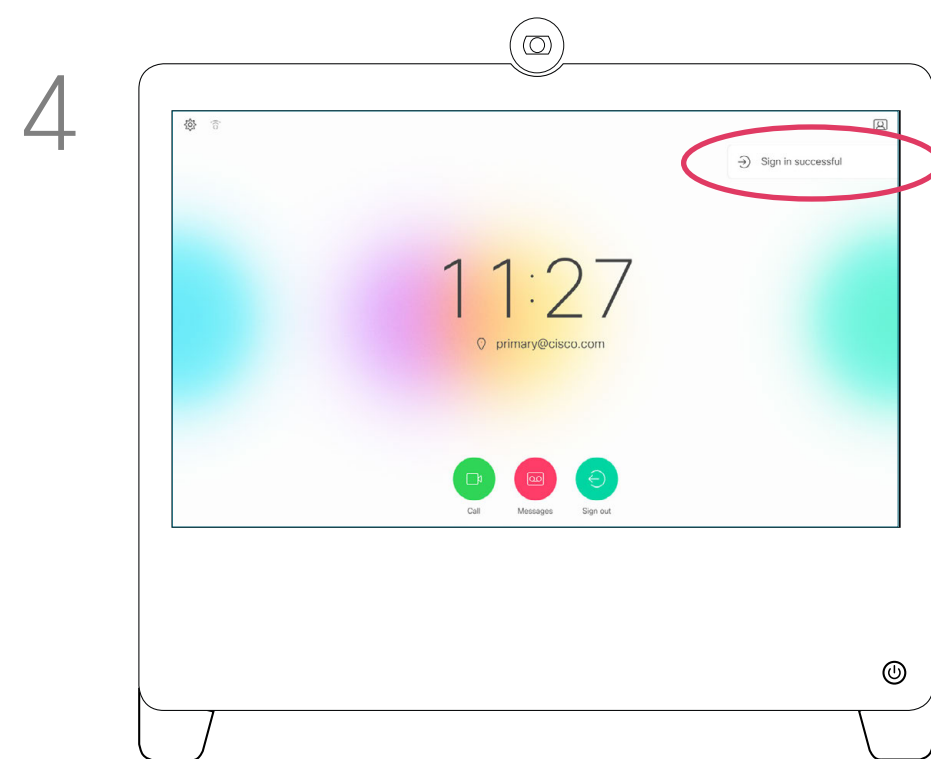 4
Sign in successful
11:27
primary@cisco.com
Call Messages Sign out